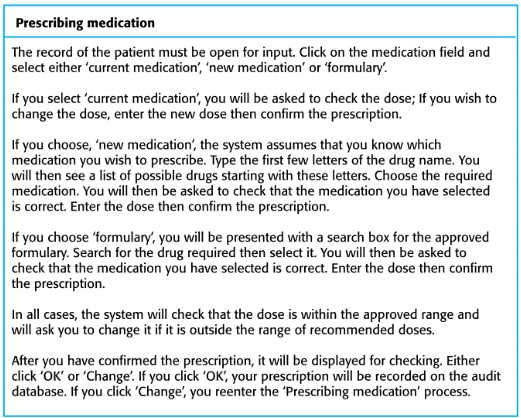 Prescribing medication
The record of the patient must be open for input. Click on the medication field and
select either ‘current medication’, ‘new medication’ or ‘formulary’.
If you select ‘current medication’, you will be asked to check the dose; If you wish to
change the dose, enter the new dose then confirm the prescription.
If you choose, ‘new medication’, the system assumes that you know which
medication you wish to prescribe. Type the first few letters of the drug name. You
will then see a list of possible drugs starting with these letters. Choose the required
medication. You will then be asked to check that the medication you have selected
is correct. Enter the dose then confirm the prescription.
If you choose ‘formulary’, you will be presented with a search box for the approved
formulary. Search for the drug required then select it. You will then be asked to
check that the medication you have selected is correct. Enter the dose then confirm
the prescription.
In all cases, the system will check that the dose is within the approved range and
will ask you to change it if it is outside the range of recommended doses.
After you have confirmed the prescription, it will be displayed for checking. Either
click ‘OK’ or ‘Change’. If you click ‘OK’, your prescription will be recorded on the audit
database. If you click ‘Change’, you reenter the ‘Prescribing medication’ process.